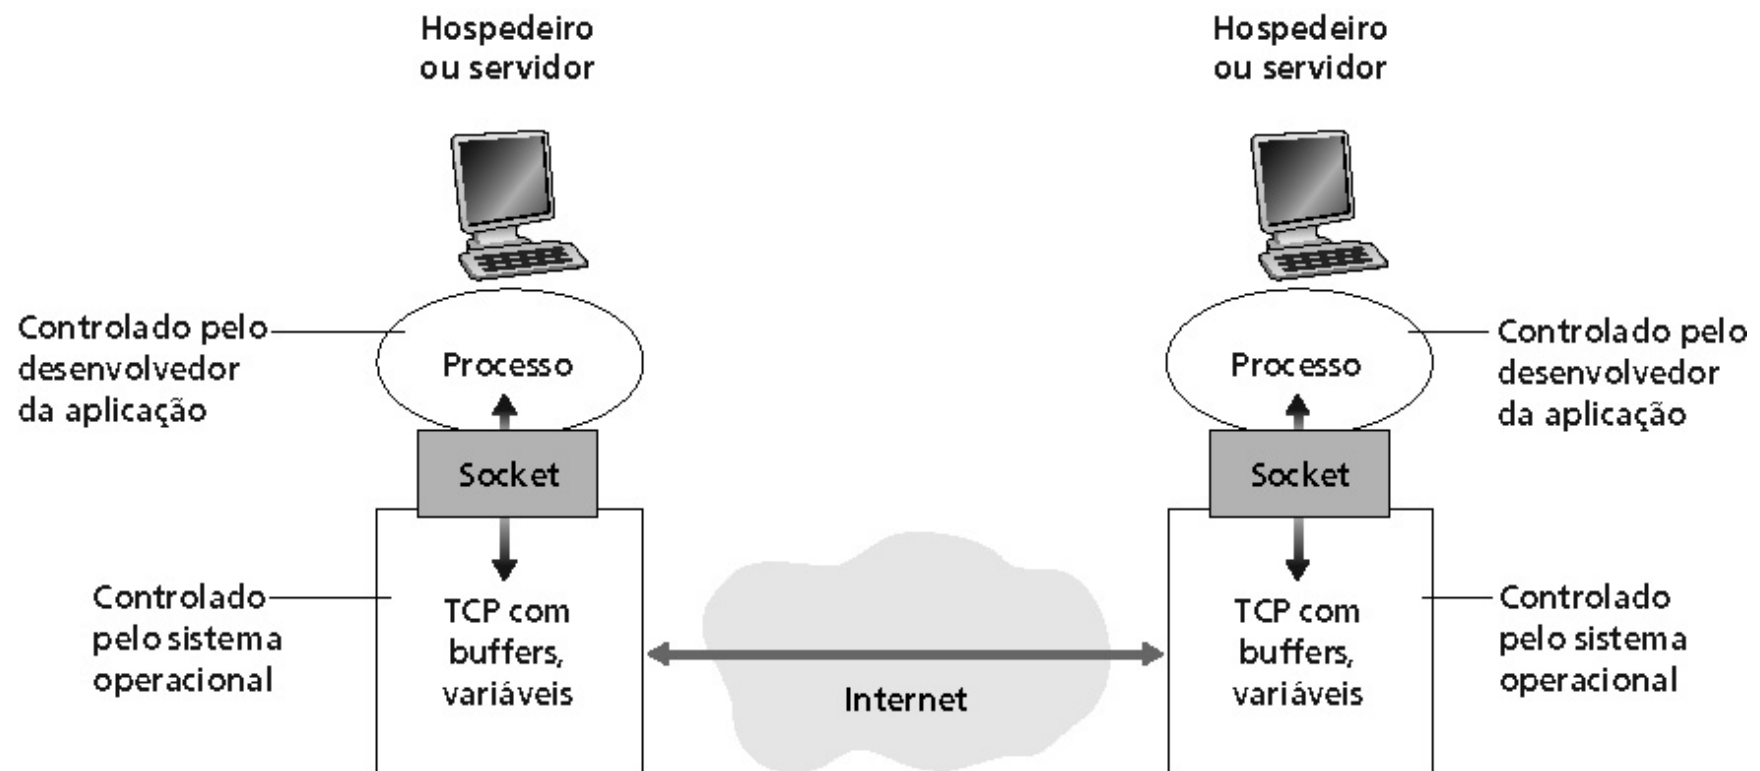 Hospedeiro
ou servidor
Hospedeiro
ou servidor
Controlado pelo
desenvolvedor
da aplicação
Processo
Processo
Controlado pelo
desenvolvedor
da aplicação
Socket
Socket
Controlado
pelo sistema
operacional
TCP com
buffers,
variáveis
Internet
TCP com
buffers,
variáveis
Controlado
pelo sistema
operacional